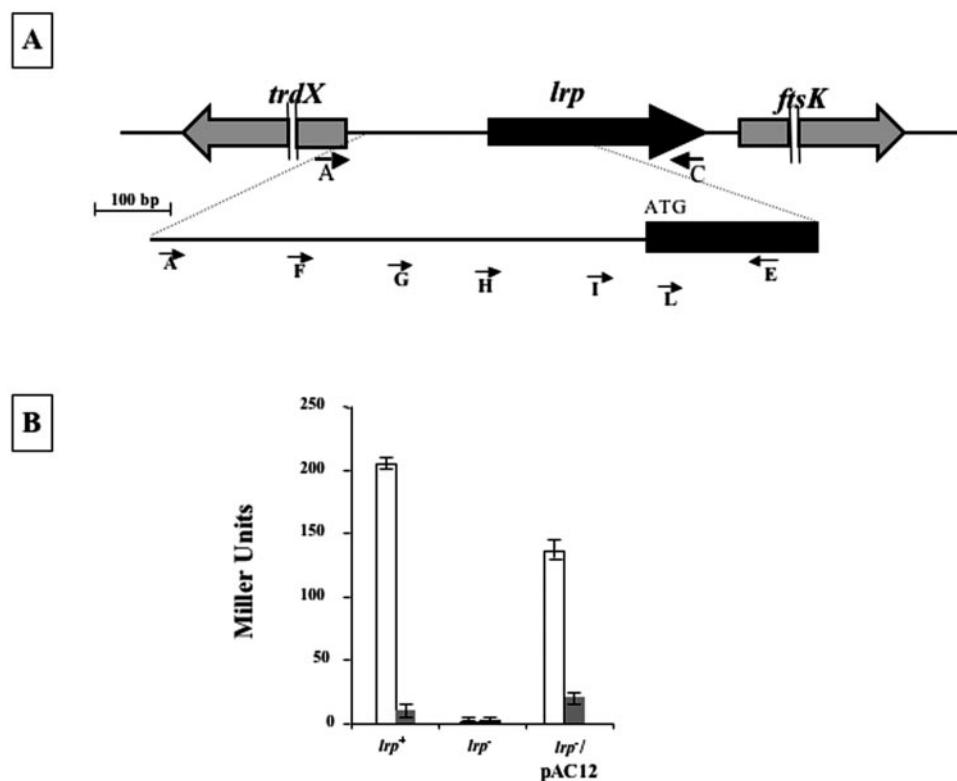 A
trdX lrp ftsK
A C
100 bp
ATG
A F G H I L E
B
250
200
150
100
50
0
Miller Units
lrp+ lrp- lrp-/
pAC12